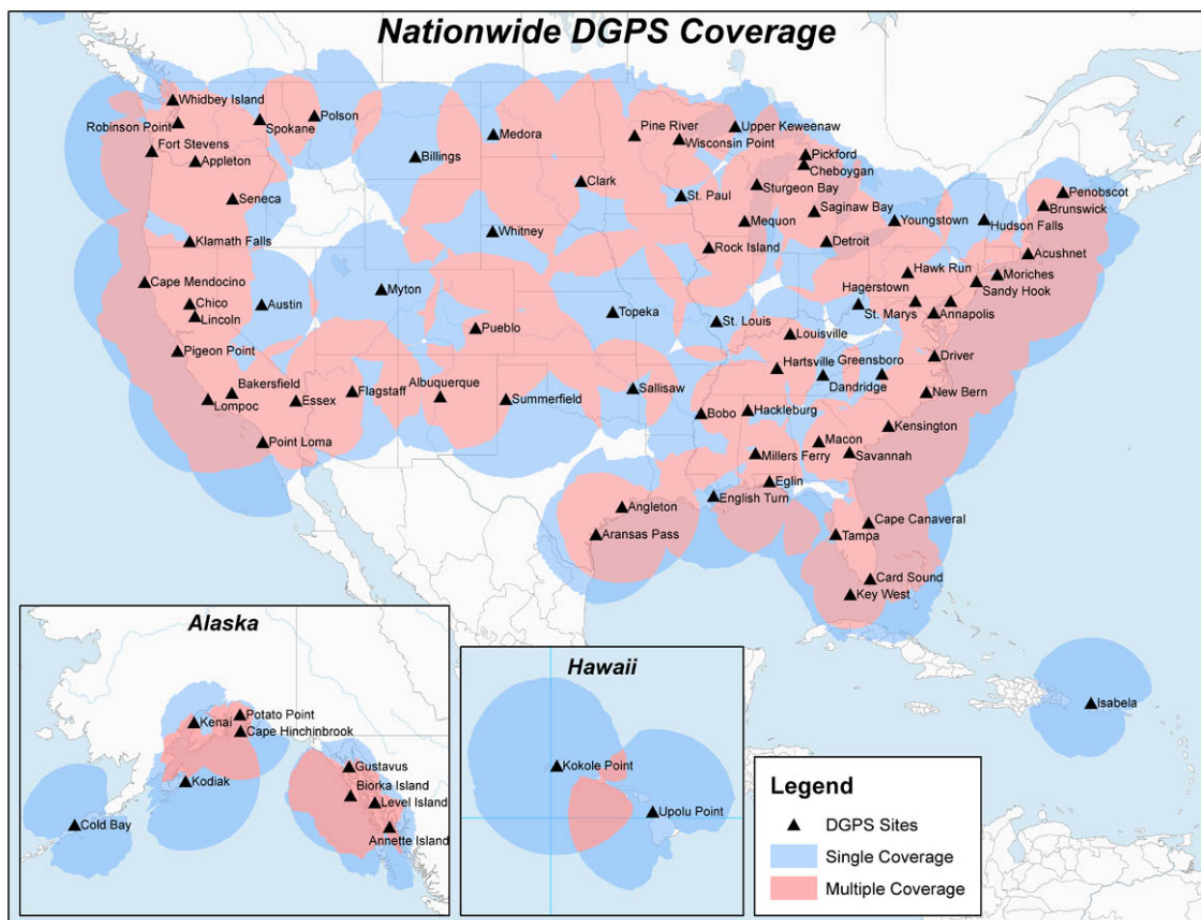 Nationwide DGPS Coverage
Whidbey Island
Robinson Point
Spokane
Polson
Fort Stevens
Appleton
Seneca
Klamath Falls
Billings
Medora
Clark
Whitney
Pine River
Wisconsin Point
Upper Keweenaw
Pickford
Cheboygan
St. Paul
Sturgeon Bay
Saginaw Bay
Mequon
Rock Island
Detroit
Youngstown
Hudson Falls
Penobscot
Brunswick
Acushnet
Moriches
Sandy Hook
Hawk Run
Hagerstown
St. Marys
Annapolis
Cape Mendocino
Chico
Lincoln
Austin
Myton
Pueblo
Topeka
St. Louis
Louisville
Pigeon Point
Bakersfield
Lompoc
Essex
Flagstaff
Albuquerque
Summerfield
Sallisaw
Hartsville
Greensboro
Dandridge
Driver
New Bern
Point Loma
Bobo
Hackleburg
Kensington
Macon
Savannah
Millers Ferry
Eglin
English Turn
Angleton
Aransas Pass
Cape Canaveral
Tampa
Card Sound
Key West
Isabela
Alaska
Kenai
Potato Point
Cape Hinchinbrook
Kodiak
Cold Bay
Gustavus
Biorka Island
Level Island
Annette Island
Hawaii
Kokole Point
Upolu Point
Legend
DGPS Sites
Single Coverage
Multiple Coverage